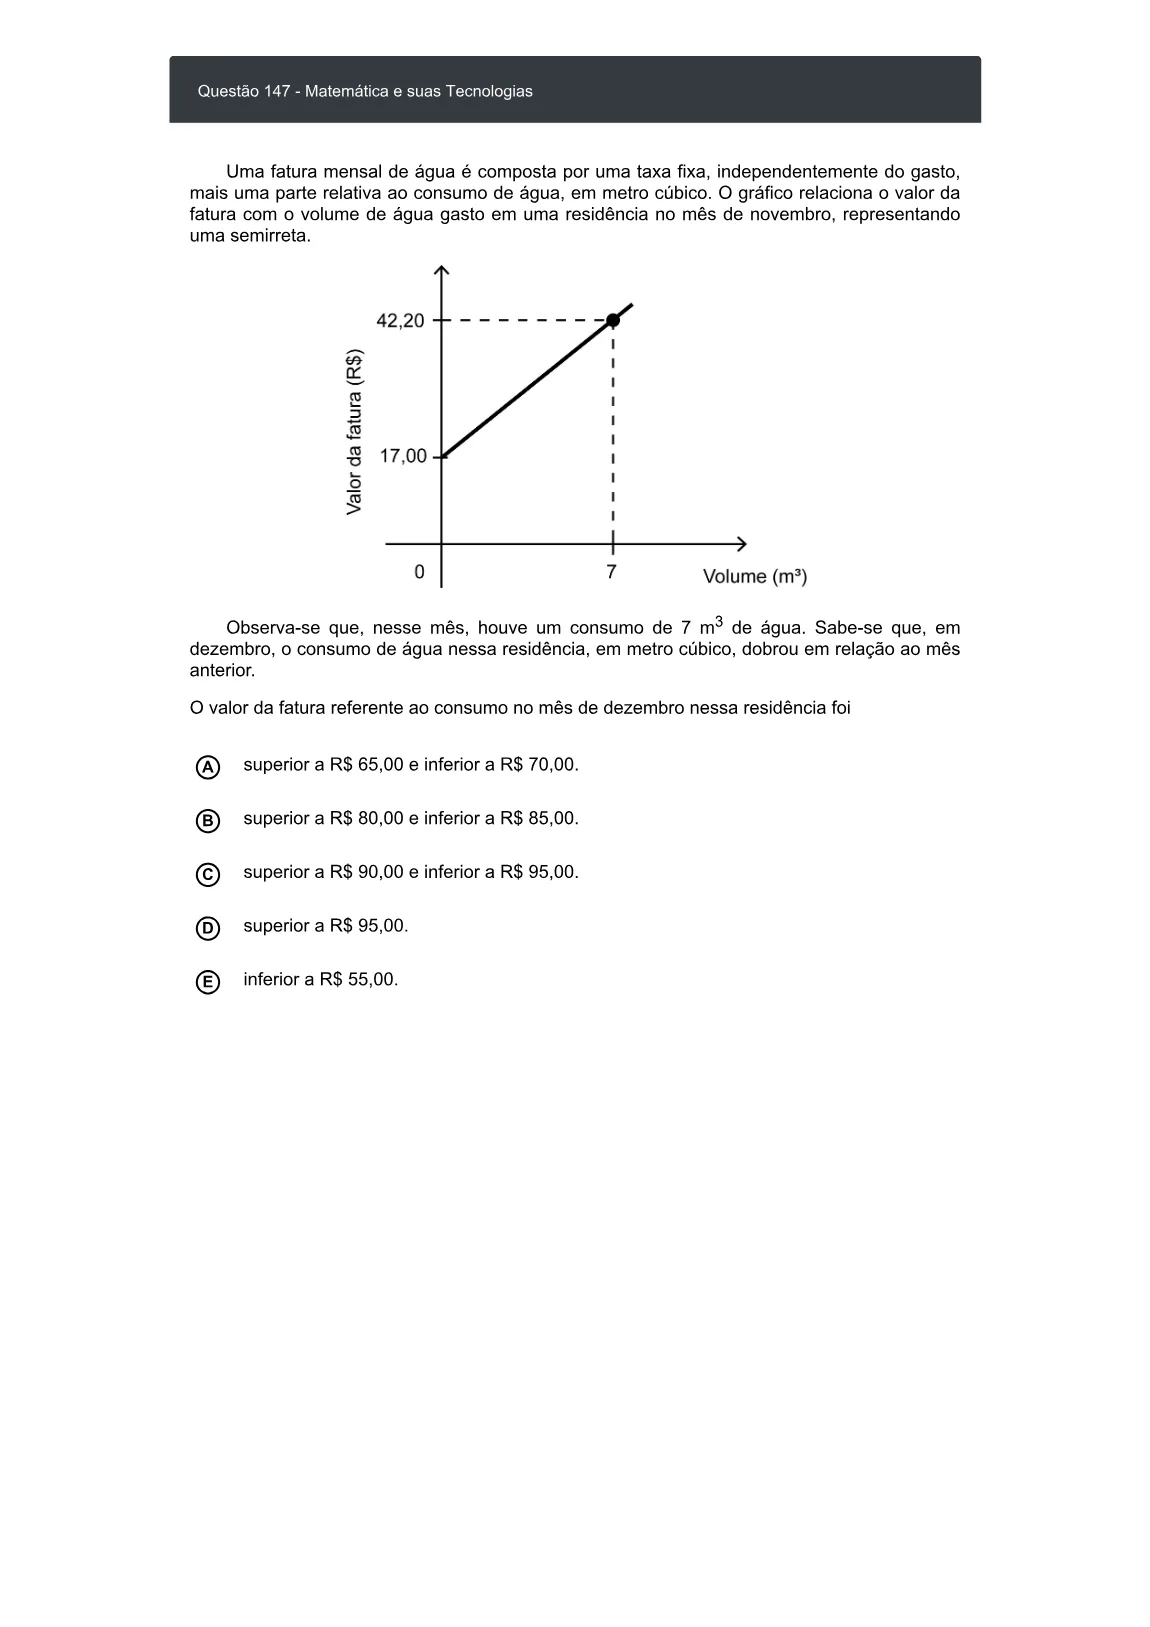 Questão 147 - Matemática e suas Tecnologias
Uma fatura mensal de água é composta por uma taxa fixa, independentemente do gasto,
mais uma parte relativa ao consumo de água, em metro cúbico. O gráfico relaciona o valor da
fatura com o volume de água gasto em uma residência no mês de novembro, representando
uma semirreta.
42,20
Valor da fatura (R$)
17,00
0
7
Volume (m³)
Observa-se que, nesse mês, houve um consumo de 7 m³ de água. Sabe-se que, em
dezembro, o consumo de água nessa residência, em metro cúbico, dobrou em relação ao mês
anterior.
O valor da fatura referente ao consumo no mês de dezembro nessa residência foi
A superior a R$ 65,00 e inferior a R$ 70,00.
B superior a R$ 80,00 e inferior a R$ 85,00.
C superior a R$ 90,00 e inferior a R$ 95,00.
D superior a R$ 95,00.
E inferior a R$ 55,00.